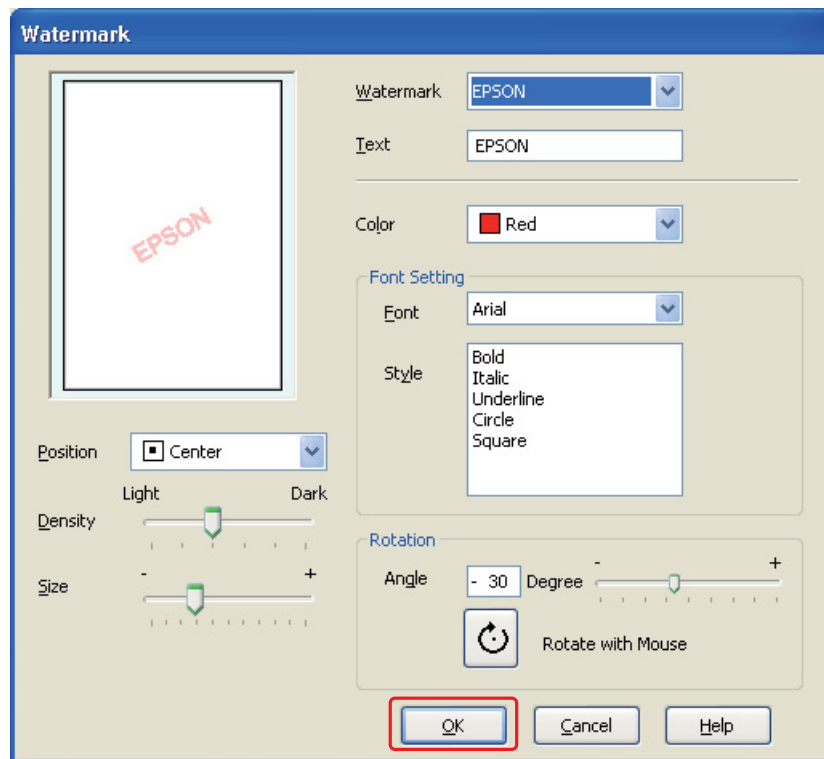 Watermark
EPSON
Watermark EPSON
Text EPSON
Color Red
Font Setting
Font Arial
Style
Bold
Italic
Underline
Circle
Square
Position Center
Light Dark
Density
Size - +
Rotation
Angle - 30 Degree - +
Rotate with Mouse
OK Cancel Help